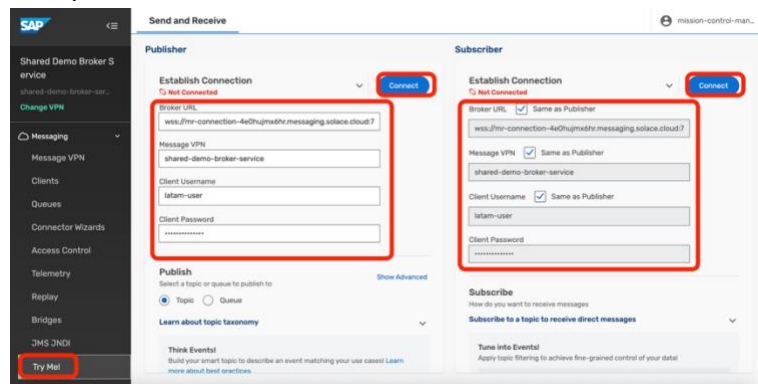 SAP
Shared Demo Broker S
ervice
shared-demo-broker-ser...
Change VPN
Messaging
Message VPN
Clients
Queues
Connector Wizards
Access Control
Telemetry
Replay
Bridges
JMS JNDI
Try Me!
Send and Receive
mission-control-man...
Publisher
Establish Connection
Not Connected
Connect
Broker URL
wss://mr-connection-4e0hujmx6hr.messaging.solace.cloud:7
Message VPN
shared-demo-broker-service
Client Username
latam-user
Client Password
••••••••••••••
Publish
Select a topic or queue to publish to
Show Advanced
Topic Queue
Learn about topic taxonomy
Think Events!
Build your smart topic to describe an event matching your use cases! Learn
more about best practices
Subscriber
Establish Connection
Not Connected
Connect
Broker URL Same as Publisher
wss://mr-connection-4e0hujmx6hr.messaging.solace.cloud:7
Message VPN Same as Publisher
shared-demo-broker-service
Client Username Same as Publisher
latam-user
Client Password
••••••••••••••
Subscribe
How do you want to receive messages
Subscribe to a topic to receive direct messages
Tune into Events!
Apply topic filtering to achieve fine-grained control of your data!